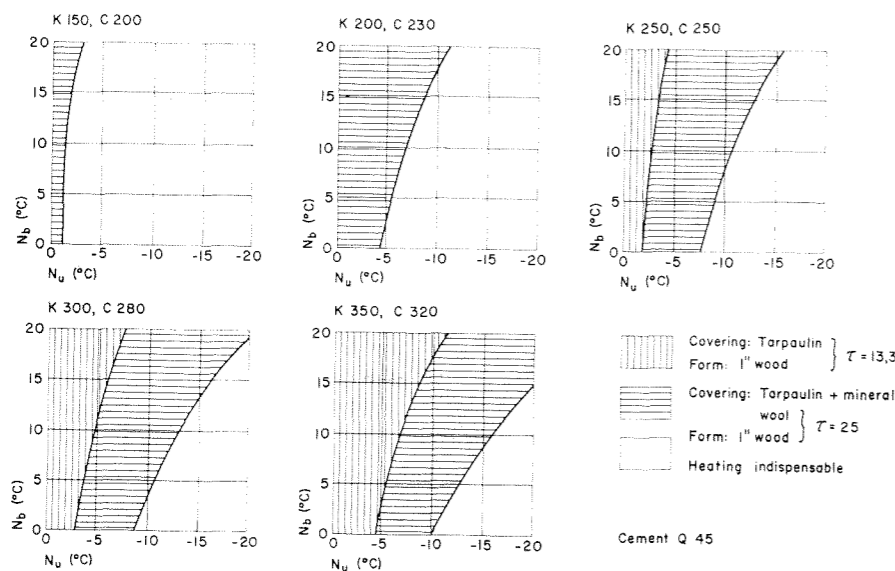 K 150, C 200
20
15
10
5
0
N_b (°C)
0 -5 -10 -15 -20
N_u (°C)
K 200, C 230
20
15
10
5
0
N_b (°C)
0 -5 -10 -15 -20
N_u (°C)
K 250, C 250
20
15
10
5
0
N_b (°C)
0 -5 -10 -15 -20
N_u (°C)
K 300, C 280
20
15
10
5
0
N_b (°C)
0 -5 -10 -15 -20
N_u (°C)
K 350, C 320
20
15
10
5
0
N_b (°C)
0 -5 -10 -15 -20
N_u (°C)
Covering: Tarpaulin
Form: 1" wood
τ = 13,3
Covering: Tarpaulin + mineral
wool
Form: 1" wood
τ = 25
Heating indispensable
Cement Q 45